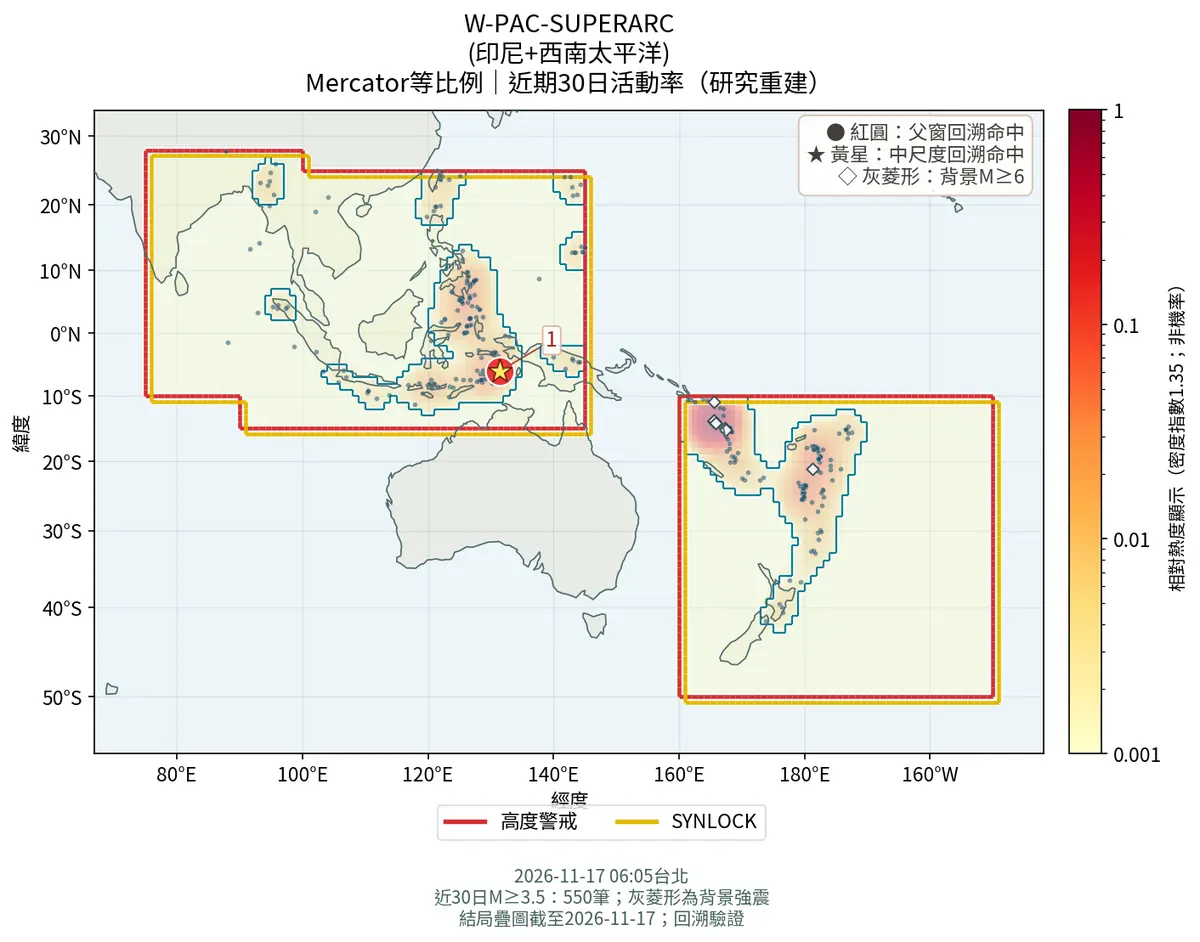 W-PAC-SUPERARC
(印尼+西南太平洋)
Mercator等比例｜近期30日活動率（研究重建）
紅圓：父窗回溯命中
黃星：中尺度回溯命中
灰菱形：背景M≥6
30°N
20°N
10°N
0°N
10°S
20°S
30°S
40°S
50°S
緯度
1
80°E
100°E
120°E
140°E
160°E
180°E
160°W
經度
1
0.1
0.01
0.001
相對熱度顯示（密度指數1.35；非機率）
高度警戒
SYNLOCK
2026-11-17 06:05台北
近30日M≥3.5：550筆；灰菱形為背景強震
結局疊圖截至2026-11-17；回溯驗證